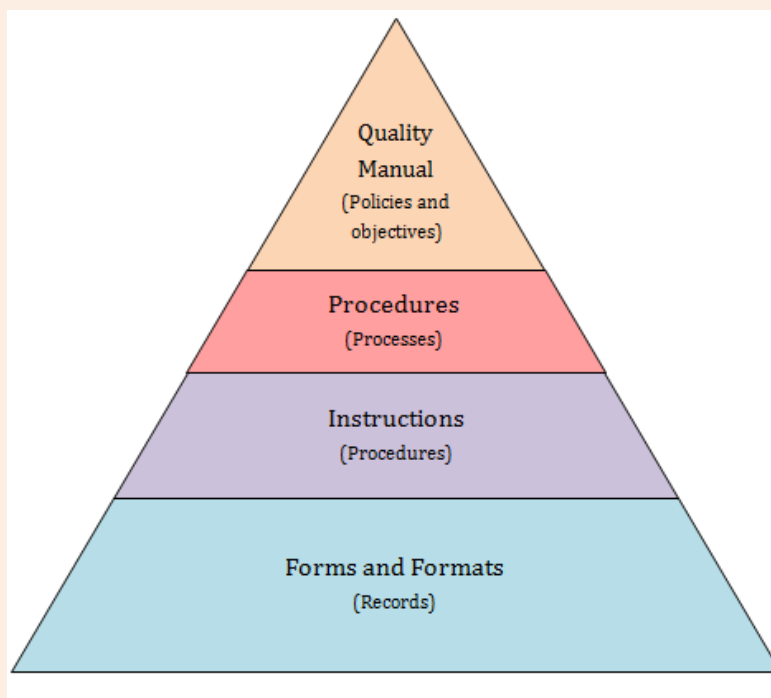 Quality
Manual
(Policies and
objectives)
Procedures
(Processes)
Instructions
(Procedures)
Forms and Formats
(Records)